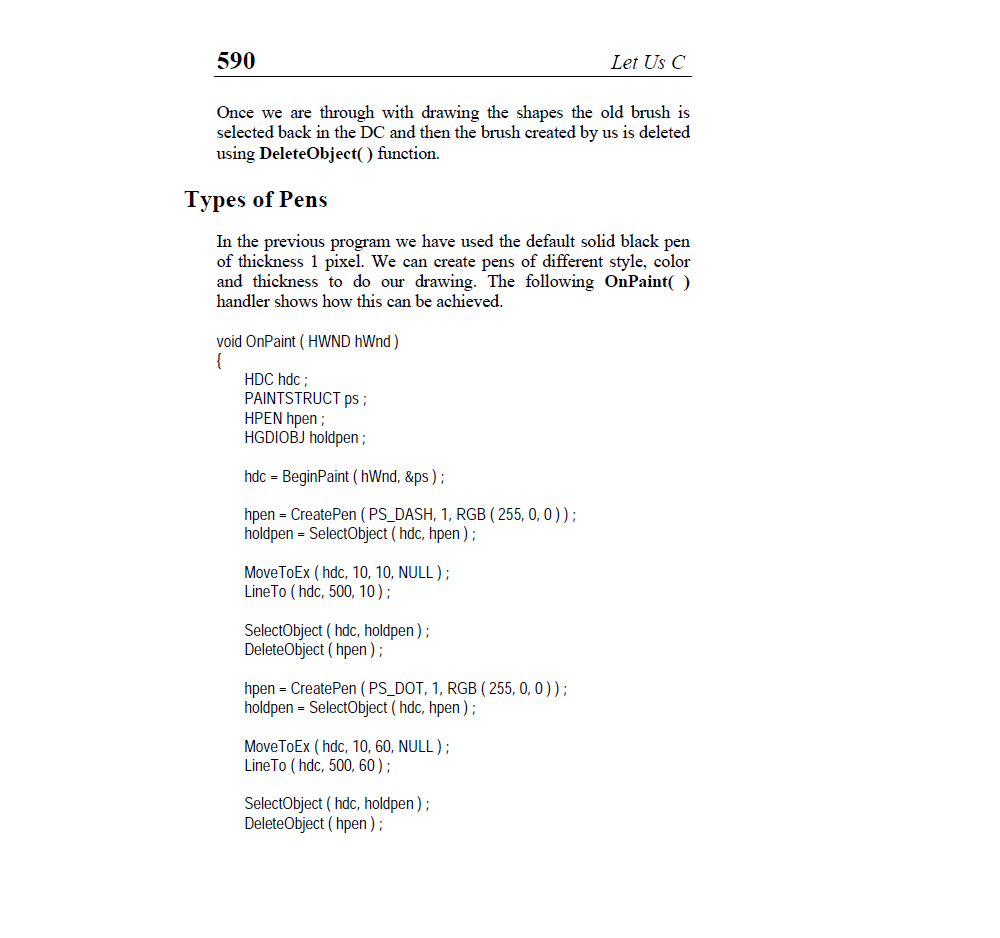 590 Let Us C
Once we are through with drawing the shapes the old brush is
selected back in the DC and then the brush created by us is deleted
using DeleteObject( ) function.
Types of Pens
In the previous program we have used the default solid black pen
of thickness 1 pixel. We can create pens of different style, color
and thickness to do our drawing. The following OnPaint( )
handler shows how this can be achieved.
void OnPaint ( HWND hWnd )
{
HDC hdc ;
PAINTSTRUCT ps ;
HPEN hpen ;
HGDIOBJ holdpen ;
hdc = BeginPaint ( hWnd, &ps ) ;
hpen = CreatePen ( PS_DASH, 1, RGB ( 255, 0, 0 ) ) ;
holdpen = SelectObject ( hdc, hpen ) ;
MoveToEx ( hdc, 10, 10, NULL ) ;
LineTo ( hdc, 500, 10 ) ;
SelectObject ( hdc, holdpen ) ;
DeleteObject ( hpen ) ;
hpen = CreatePen ( PS_DOT, 1, RGB ( 255, 0, 0 ) ) ;
holdpen = SelectObject ( hdc, hpen ) ;
MoveToEx ( hdc, 10, 60, NULL ) ;
LineTo ( hdc, 500, 60 ) ;
SelectObject ( hdc, holdpen ) ;
DeleteObject ( hpen ) ;